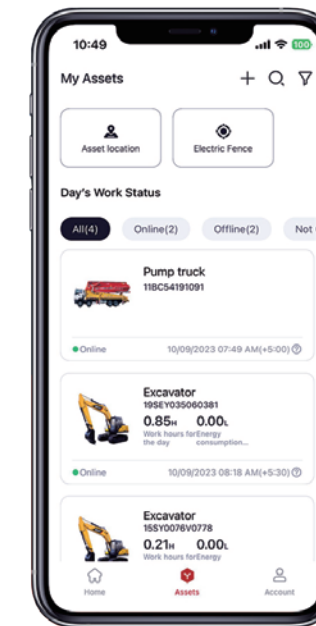 10:49
100
My Assets
Asset location
Electric Fence
Day's Work Status
All(4)
Online(2)
Offline(2)
Not
Pump truck
11BC54191091
Online
10/09/2023 07:49 AM(+5:00)
Excavator
19SEY035060381
0.85H 0.00L
Work hours for Energy
the day consumption...
Online
10/09/2023 08:18 AM(+5:30)
Excavator
15SY0076V0778
0.21H 0.00L
Work hours for Energy
Home
Assets
Account